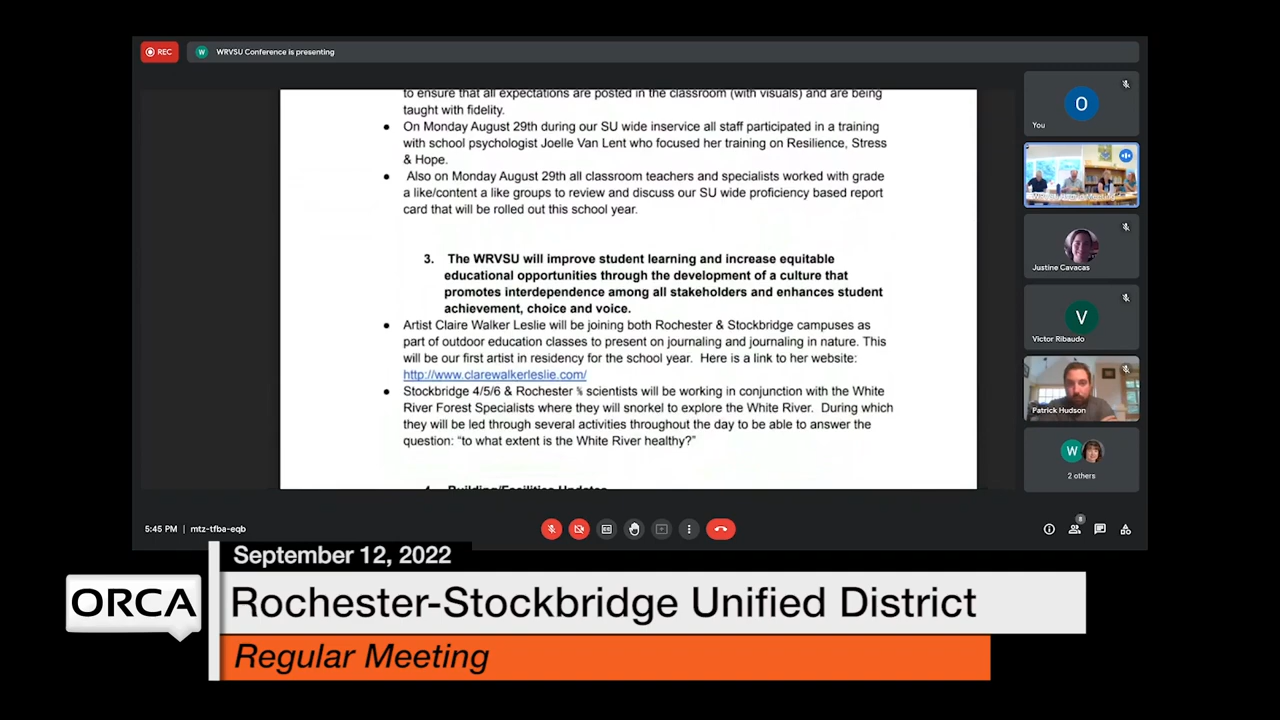 REC
W WRVSU Conference is presenting
to ensure that all expectations are posted in the classroom (with visuals) and are being
taught with fidelity.
● On Monday August 29th during our SU wide inservice all staff participated in a training
with school psychologist Joelle Van Lent who focused her training on Resilience, Stress
& Hope.
● Also on Monday August 29th all classroom teachers and specialists worked with grade
a like/content a like groups to review and discuss our SU wide proficiency based report
card that will be rolled out this school year.
3. The WRVSU will improve student learning and increase equitable
educational opportunities through the development of a culture that
promotes interdependence among all stakeholders and enhances student
achievement, choice and voice.
● Artist Claire Walker Leslie will be joining both Rochester & Stockbridge campuses as
part of outdoor education classes to present on journaling and journaling in nature. This
will be our first artist in residency for the school year. Here is a link to her website:
http://www.clarewalkerleslie.com/
● Stockbridge 4/5/6 & Rochester scientists will be working in conjunction with the White
River Forest Specialists where they will snorkel to explore the White River. During which
they will be led through several activities throughout the day to be able to answer the
question: “to what extent is the White River healthy?”
4. Building/Facilities Updates
O
You
Justine Cavacas
V
Victor Ribaudo
Patrick Hudson
W
2 others
5:45 PM | mtz-tfba-eqb
8
September 12, 2022
ORCA
Rochester-Stockbridge Unified District
Regular Meeting